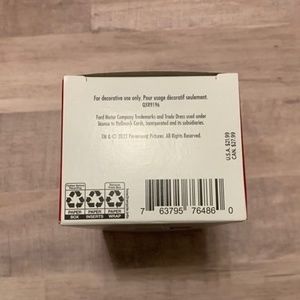 For decorative use only. Pour usage décoratif seulement.
QSR9196
Ford Motor Company Trademarks and Trade Dress used under
license to Hallmark Cards, Incorporated and its subsidiaries.
TM & © 2022 Paramount Pictures. All Rights Reserved.
U.S.A. $21.99
CAN. $27.99
PAPER
BOX
PAPER
INSERTS
PAPER
WRAP
7 63795 76486 0